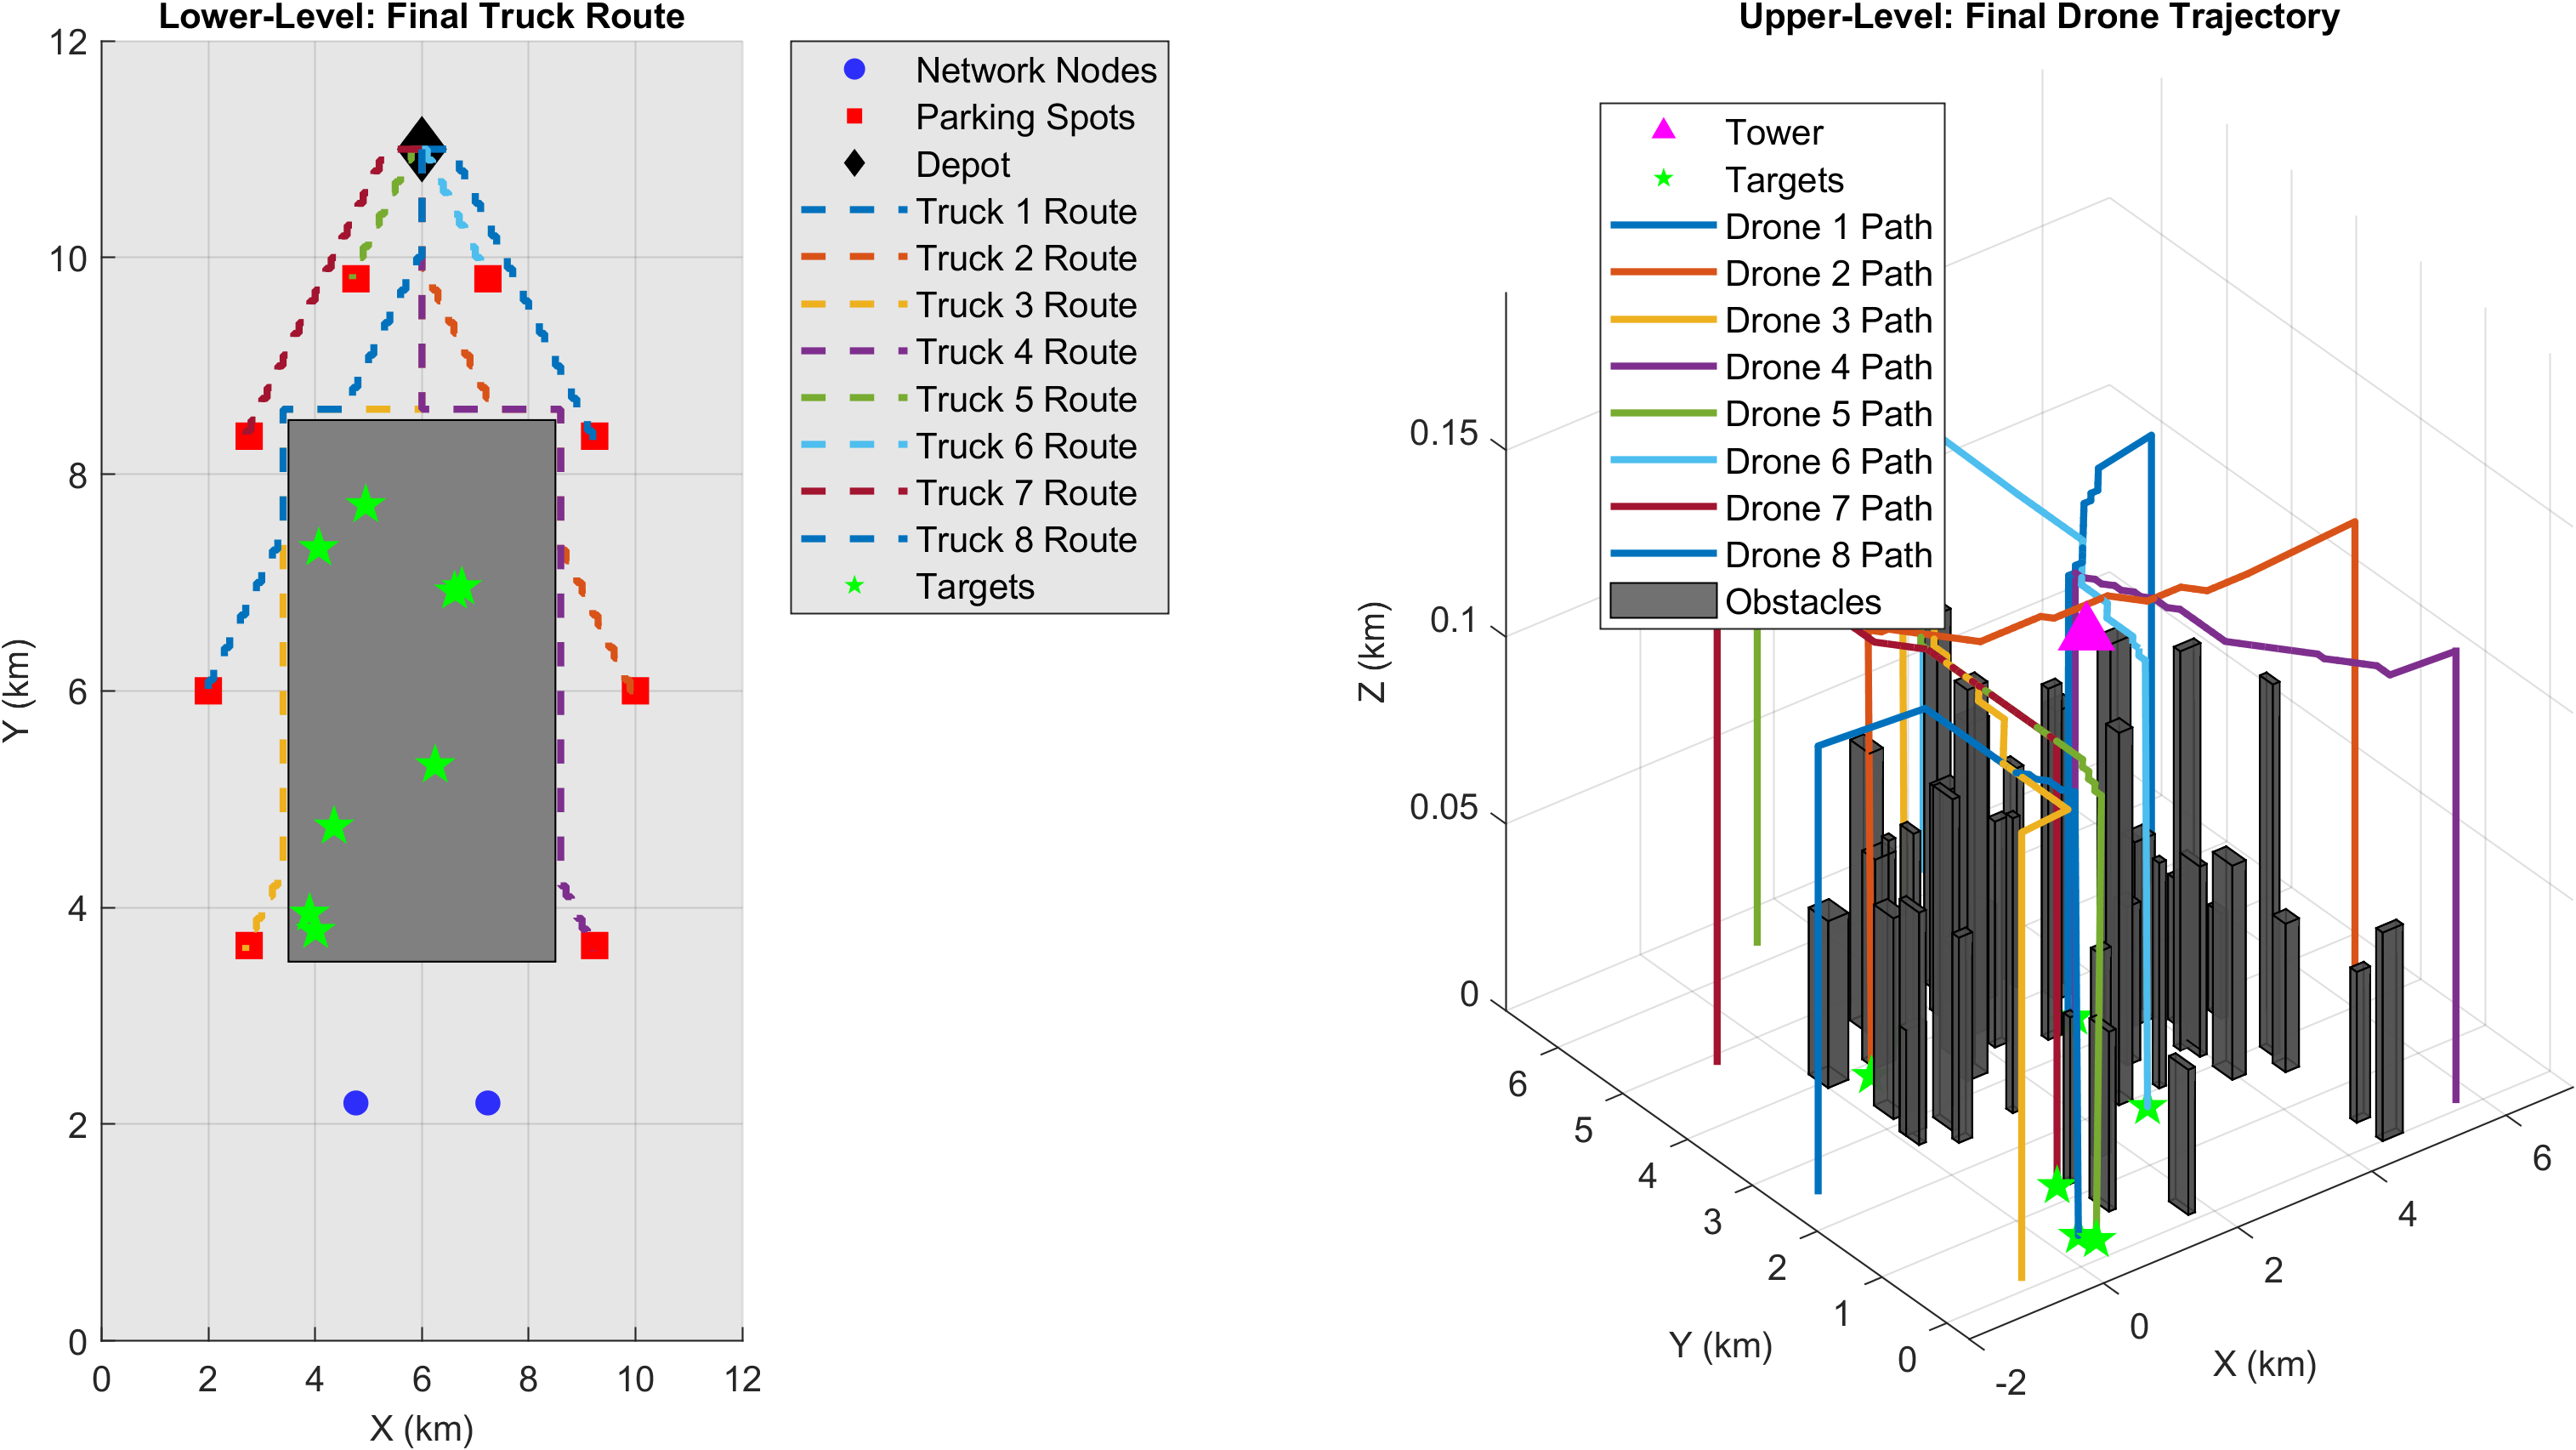 Lower-Level: Final Truck Route
12
10
8
6
4
2
0
0 2 4 6 8 10 12
X (km)
Y (km)
Network Nodes
Parking Spots
Depot
Truck 1 Route
Truck 2 Route
Truck 3 Route
Truck 4 Route
Truck 5 Route
Truck 6 Route
Truck 7 Route
Truck 8 Route
Targets
Upper-Level: Final Drone Trajectory
Tower
Targets
Drone 1 Path
Drone 2 Path
Drone 3 Path
Drone 4 Path
Drone 5 Path
Drone 6 Path
Drone 7 Path
Drone 8 Path
Obstacles
0.15
0.1
0.05
0
Z (km)
6
5
4
3
2
1
0
Y (km)
-2
0
2
4
6
X (km)